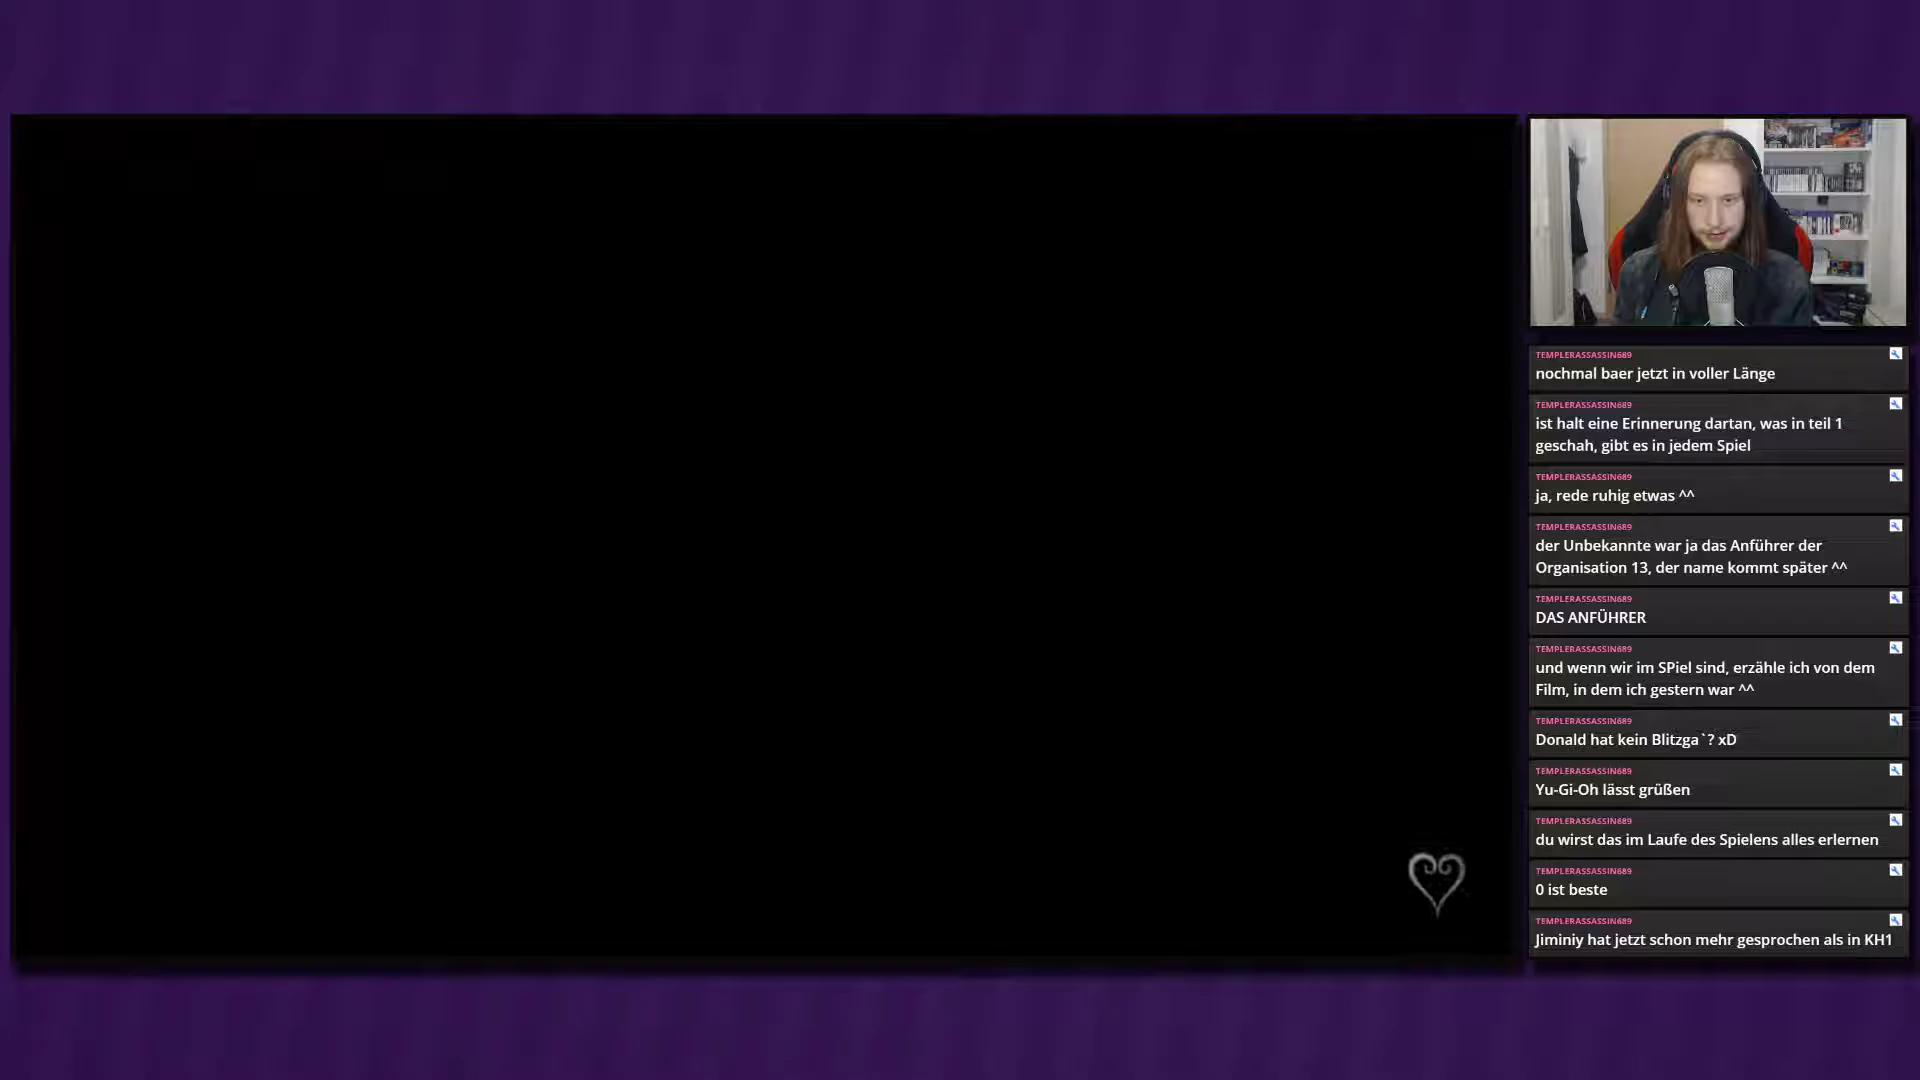 TEMPLERASSASSIN689
nochmal baer jetzt in voller Länge
TEMPLERASSASSIN689
ist halt eine Erinnerung dartan, was in teil 1
geschah, gibt es in jedem Spiel
TEMPLERASSASSIN689
ja, rede ruhig etwas ^^
TEMPLERASSASSIN689
der Unbekannte war ja das Anführer der
Organisation 13, der name kommt später ^^
TEMPLERASSASSIN689
DAS ANFÜHRER
TEMPLERASSASSIN689
und wenn wir im SPiel sind, erzähle ich von dem
Film, in dem ich gestern war ^^
TEMPLERASSASSIN689
Donald hat kein Blitzga`? xD
TEMPLERASSASSIN689
Yu-Gi-Oh lässt grüßen
TEMPLERASSASSIN689
du wirst das im Laufe des Spielens alles erlernen
TEMPLERASSASSIN689
0 ist beste
TEMPLERASSASSIN689
Jiminiy hat jetzt schon mehr gesprochen als in KH1